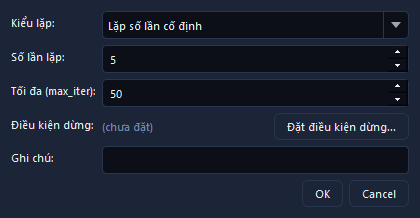 Kiểu lặp: Lặp số lần cố định
Số lần lặp: 5
Tối đa (max_iter): 50
Điều kiện dừng: (chưa đặt) Đặt điều kiện dừng...
Ghi chú:
OK Cancel